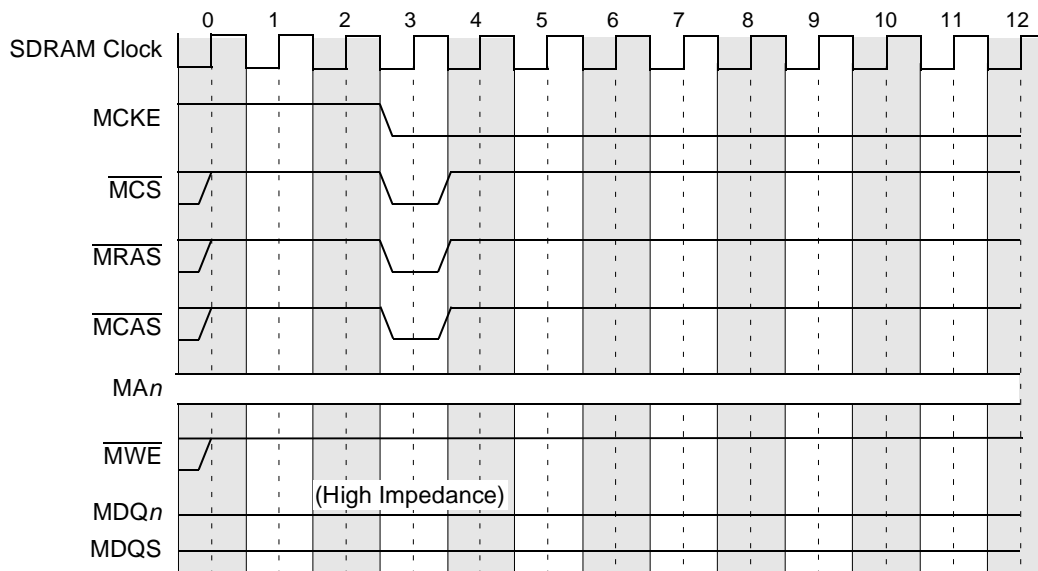 0 1 2 3 4 5 6 7 8 9 10 11 12
SDRAM Clock
MCKE
MCS
MRAS
MCAS
MAn
MWE
(High Impedance)
MDQn
MDQS